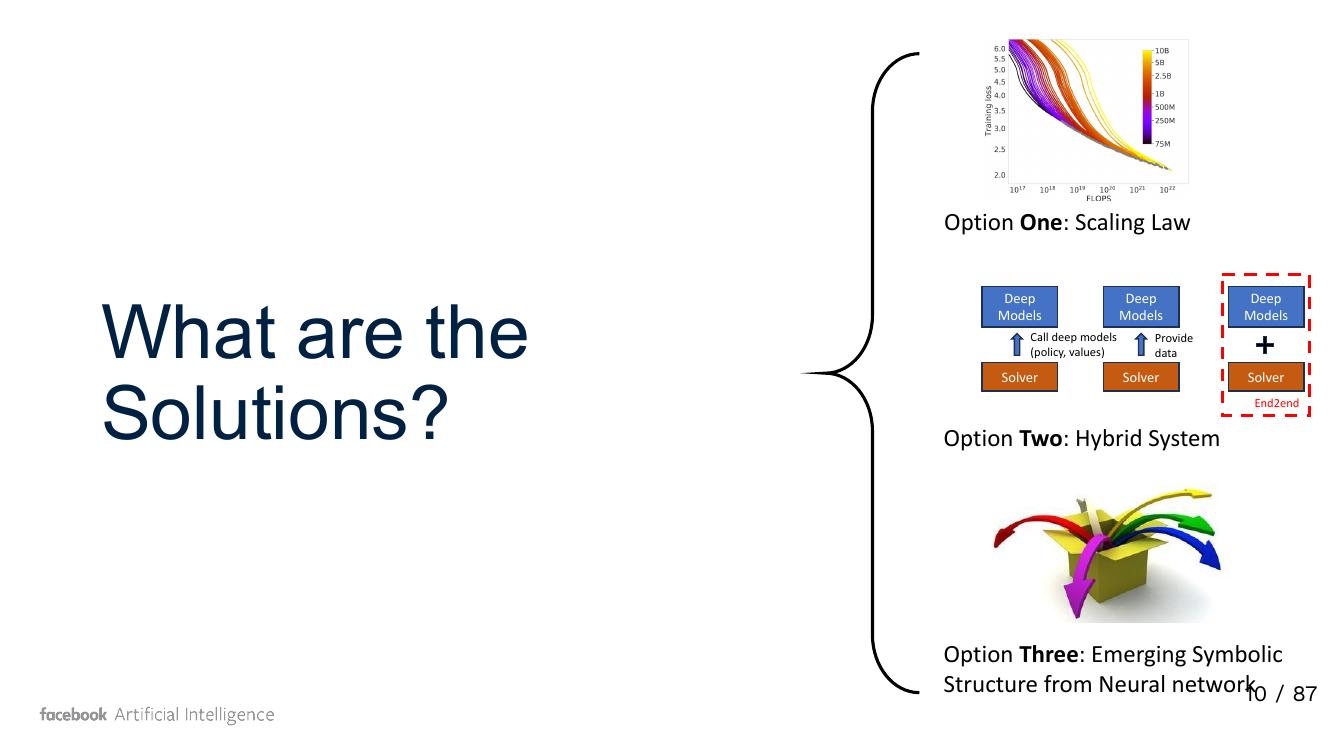 What are the
Solutions?
6.0
5.5
5.0
4.5
4.0
3.5
3.0
2.5
2.0
Training loss
10B
5B
2.5B
1B
500M
250M
75M
10^17 10^18 10^19 10^20 10^21 10^22
FLOPS
Option One: Scaling Law
Deep
Models
Call deep models
(policy, values)
Solver
Deep
Models
Provide
data
Solver
Deep
Models
+
Solver
End2end
Option Two: Hybrid System
Option Three: Emerging Symbolic
Structure from Neural network
facebook Artificial Intelligence
10 / 87